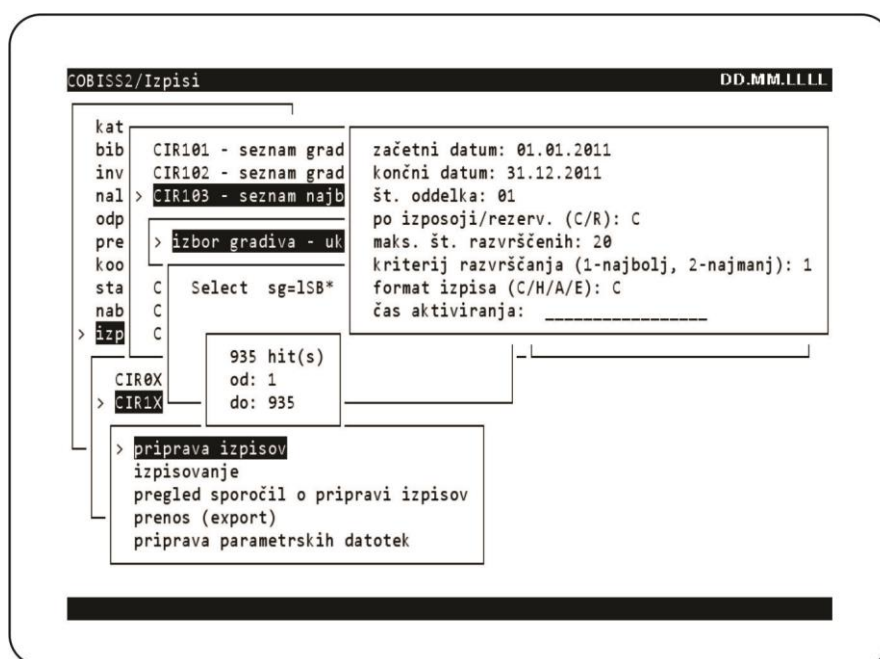 COBISS2/Izpisi DD.MM.LLLL
kat
bib
inv
nal
odp
pre
koo
sta
nab
> izp
CIR101 - seznam grad
CIR102 - seznam grad
> CIR103 - seznam najb
> izbor gradiva - uk
C
C
C
Select sg=lSB*
začetni datum: 01.01.2011
končni datum: 31.12.2011
št. oddelka: 01
po izposoji/rezerv. (C/R): C
maks. št. razvrščenih: 20
kriterij razvrščanja (1-najbolj, 2-najmanj): 1
format izpisa (C/H/A/E): C
čas aktiviranja: _________________
935 hit(s)
od: 1
do: 935
CIR0X
> CIR1X
> priprava izpisov
izpisovanje
pregled sporočil o pripravi izpisov
prenos (export)
priprava parametrskih datotek